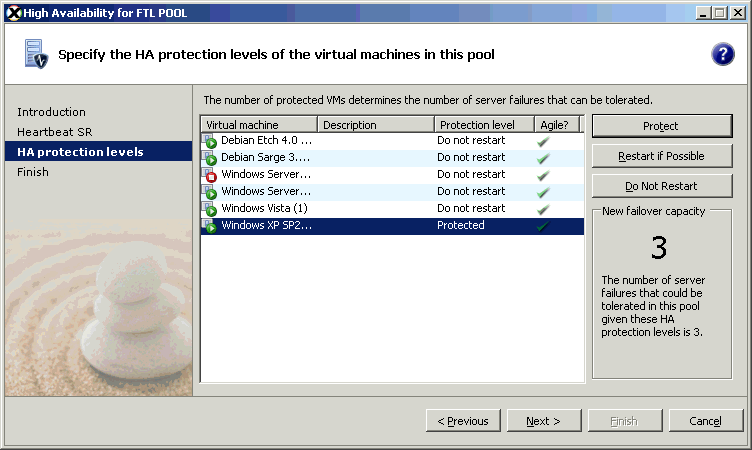 High Availability for FTL POOL
Specify the HA protection levels of the virtual machines in this pool
?
Introduction
Heartbeat SR
HA protection levels
Finish
The number of protected VMs determines the number of server failures that can be tolerated.
Virtual machine Description Protection level Agile?
Debian Etch 4.0 ... Do not restart
Debian Sarge 3.... Do not restart
Windows Server... Do not restart
Windows Server... Do not restart
Windows Vista (1) Do not restart
Windows XP SP2... Protected
Protect
Restart if Possible
Do Not Restart
New failover capacity
3
The number of server
failures that could be
tolerated in this pool
given these HA
protection levels is 3.
< Previous
Next >
Finish
Cancel